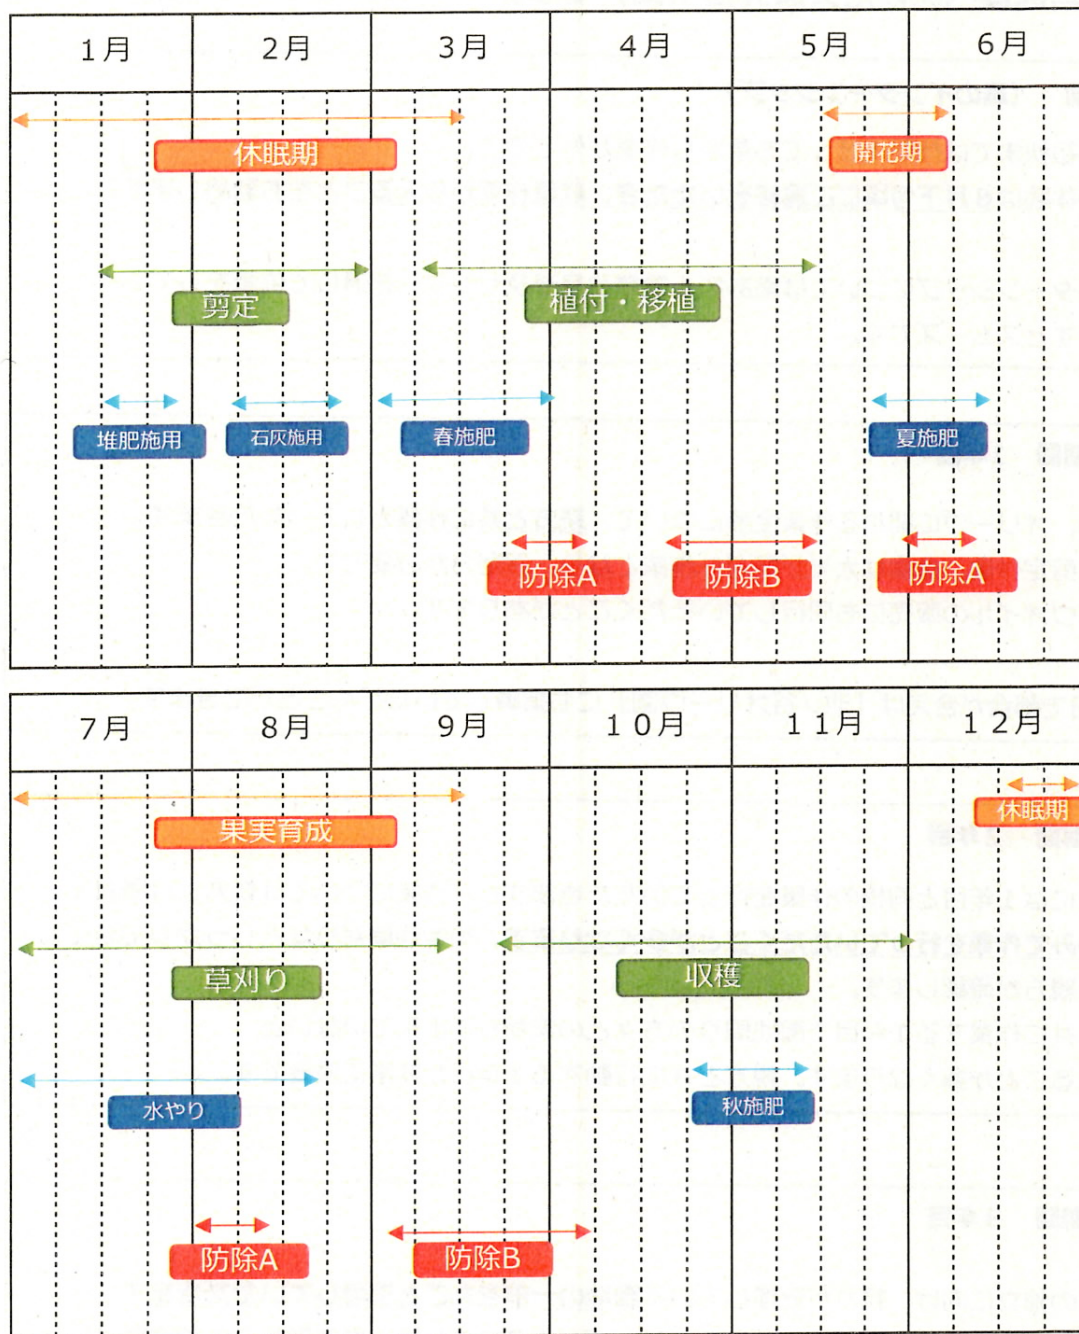 1月 2月 3月 4月 5月 6月
休眠期 開花期
剪定 植付・移植
堆肥施用 石灰施用 春施肥 夏施肥
防除A 防除B 防除A
7月 8月 9月 10月 11月 12月
果実育成 休眠期
草刈り 収穫
水やり 秋施肥
防除A 防除B